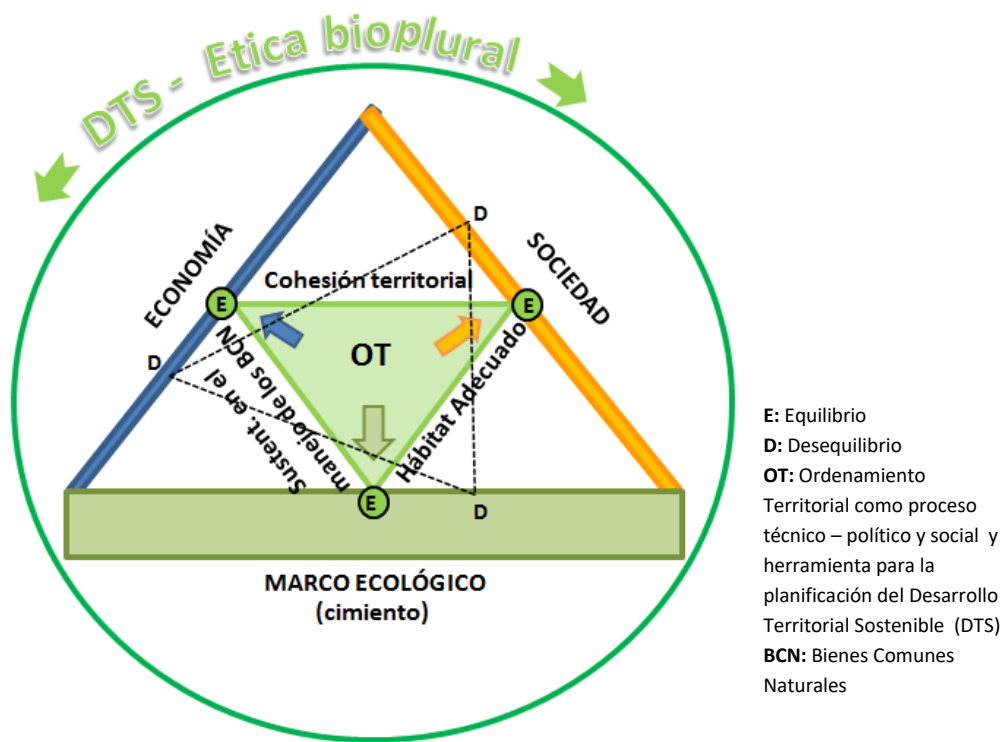 DTS - Etica bioplural
D
ECONOMÍA
SOCIEDAD
Cohesión territorial
E
E
OT
D
Sustent. en el
manejo de los BCN
Hábitat Adecuado
E
D
MARCO ECOLÓGICO
(cimiento)
E: Equilibrio
D: Desequilibrio
OT: Ordenamiento
Territorial como proceso
técnico – político y social y
herramienta para la
planificación del Desarrollo
Territorial Sostenible (DTS)
BCN: Bienes Comunes
Naturales